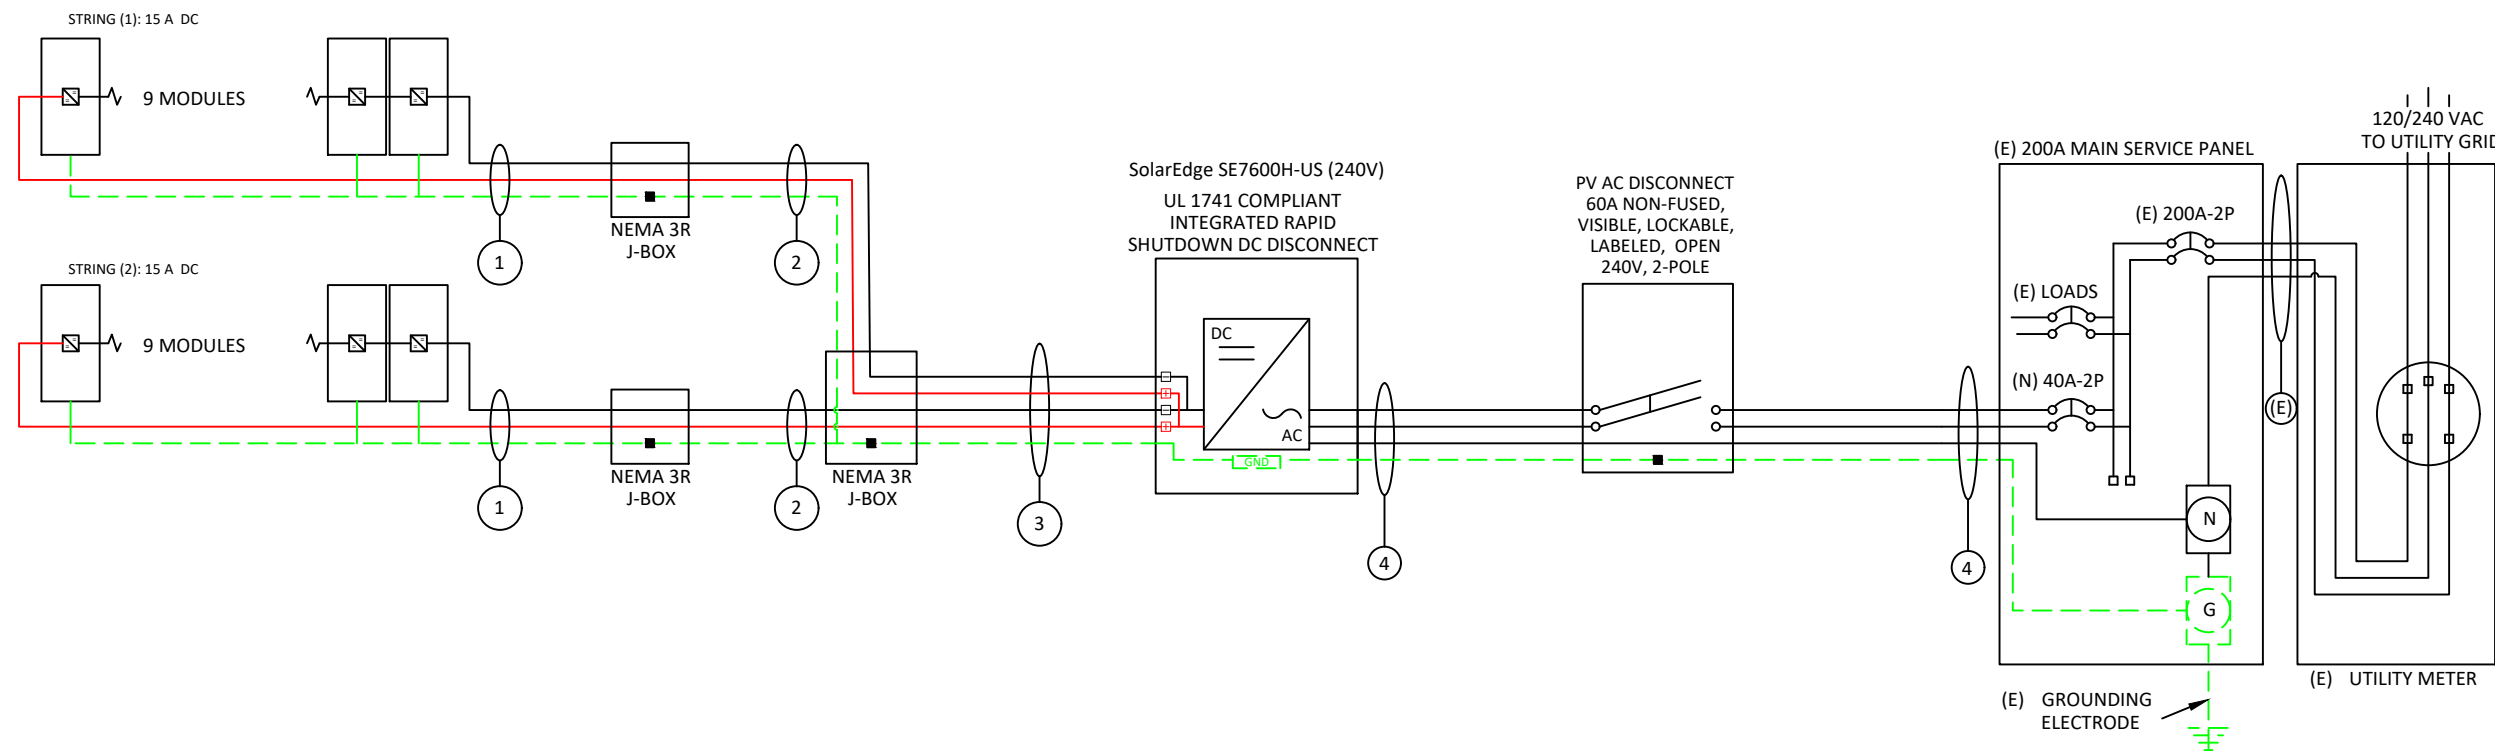 STRING (1): 15 A  DC
9 MODULES
NEMA 3R
J-BOX
1
2
STRING (2): 15 A  DC
9 MODULES
NEMA 3R
J-BOX
NEMA 3R
J-BOX
1
2
3
SolarEdge SE7600H-US (240V)
UL 1741 COMPLIANT
INTEGRATED RAPID
SHUTDOWN DC DISCONNECT
DC
AC
GND
4
PV AC DISCONNECT
60A NON-FUSED,
VISIBLE, LOCKABLE,
LABELED,  OPEN
240V, 2-POLE
4
(E) 200A MAIN SERVICE PANEL
(E) 200A-2P
(E) LOADS
(N) 40A-2P
N
G
(E)
(E)   GROUNDING
ELECTRODE
120/240 VAC
TO UTILITY GRID
(E)   UTILITY METER